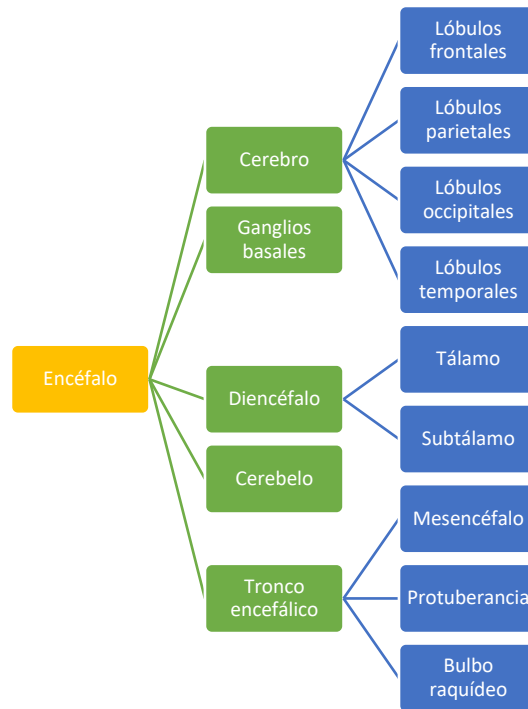 Lóbulos
frontales
Lóbulos
parietales
Cerebro
Lóbulos
occipitales
Ganglios
basales
Lóbulos
temporales
Encéfalo
Tálamo
Diencéfalo
Subtálamo
Cerebelo
Mesencéfalo
Tronco
encefálico
Protuberancia
Bulbo
raquídeo